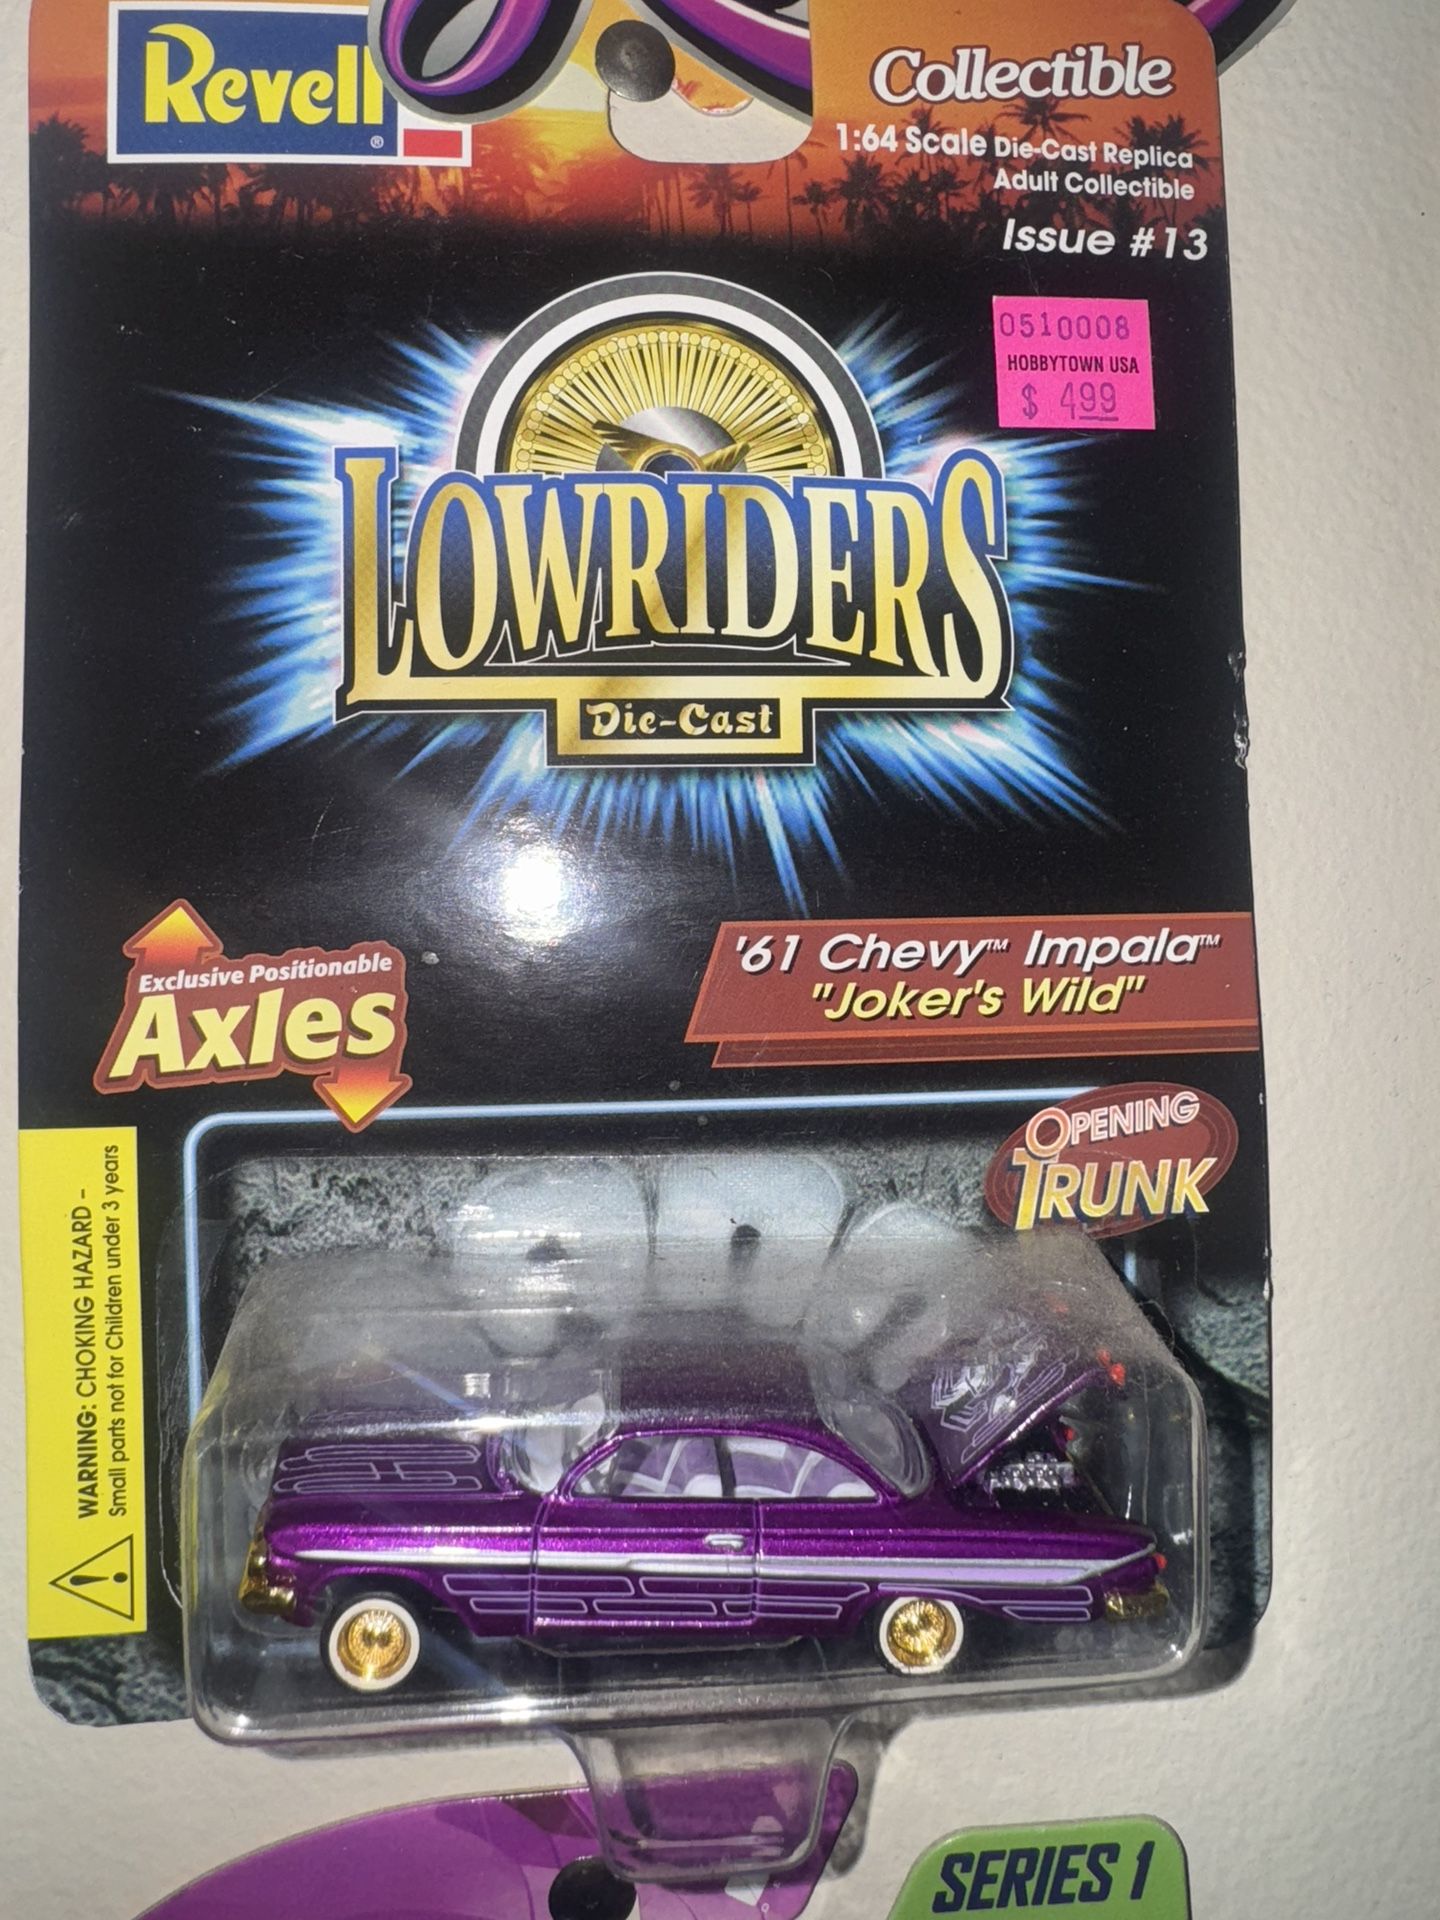 Revell®
Collectible
1:64 Scale Die-Cast Replica
Adult Collectible
Issue #13
0510008
HOBBYTOWN USA
$ 499
LOWRIDERS
Die-Cast
Exclusive Positionable
Axles
'61 Chevy™ Impala™
"Joker's Wild"
OPENING
TRUNK
WARNING: CHOKING HAZARD –
Small parts not for Children under 3 years
SERIES 1